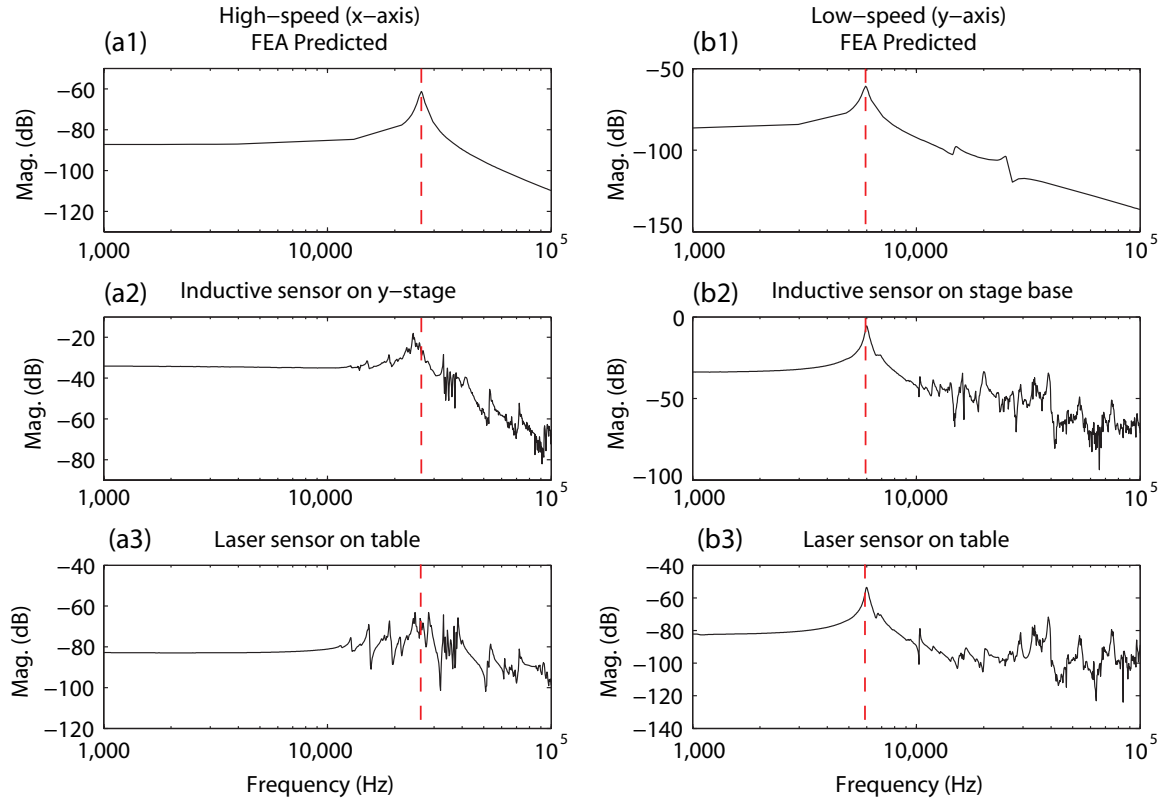 High−speed (x−axis)
(a1) FEA Predicted
Mag. (dB)
−60
−80
−100
−120
1,000 10,000 10^5
Low−speed (y−axis)
(b1) FEA Predicted
Mag. (dB)
−50
−100
−150
1,000 10,000 10^5
(a2) Inductive sensor on y−stage
Mag. (dB)
−20
−40
−60
−80
1,000 10,000 10^5
(b2) Inductive sensor on stage base
Mag. (dB)
0
−50
−100
1,000 10,000 10^5
(a3) Laser sensor on table
Mag. (dB)
−40
−60
−80
−100
−120
1,000 10,000 10^5
Frequency (Hz)
(b3) Laser sensor on table
Mag. (dB)
−40
−60
−80
−100
−120
−140
1,000 10,000 10^5
Frequency (Hz)